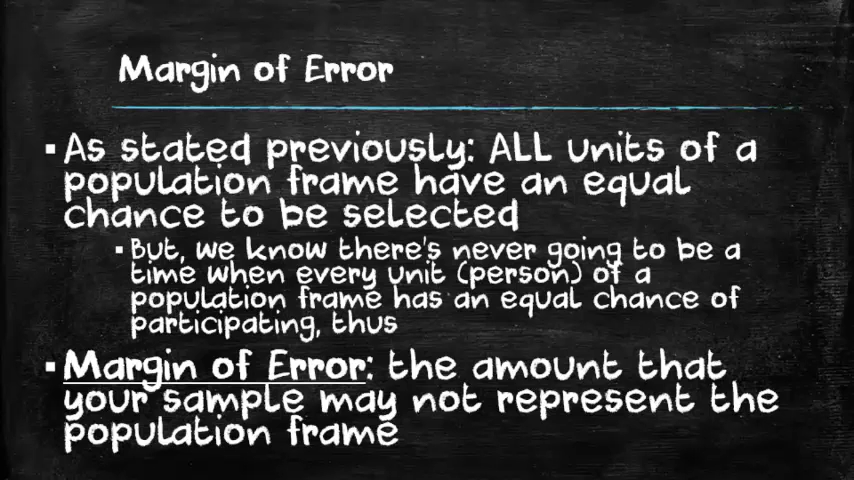 Margin of Error
▪ As stated previously: ALL units of a
population frame have an equal
chance to be selected
▪ But, we know there's never going to be a
time when every unit (person) of a
population frame has an equal chance of
participating, thus
▪ Margin of Error: the amount that
your sample may not represent the
population frame